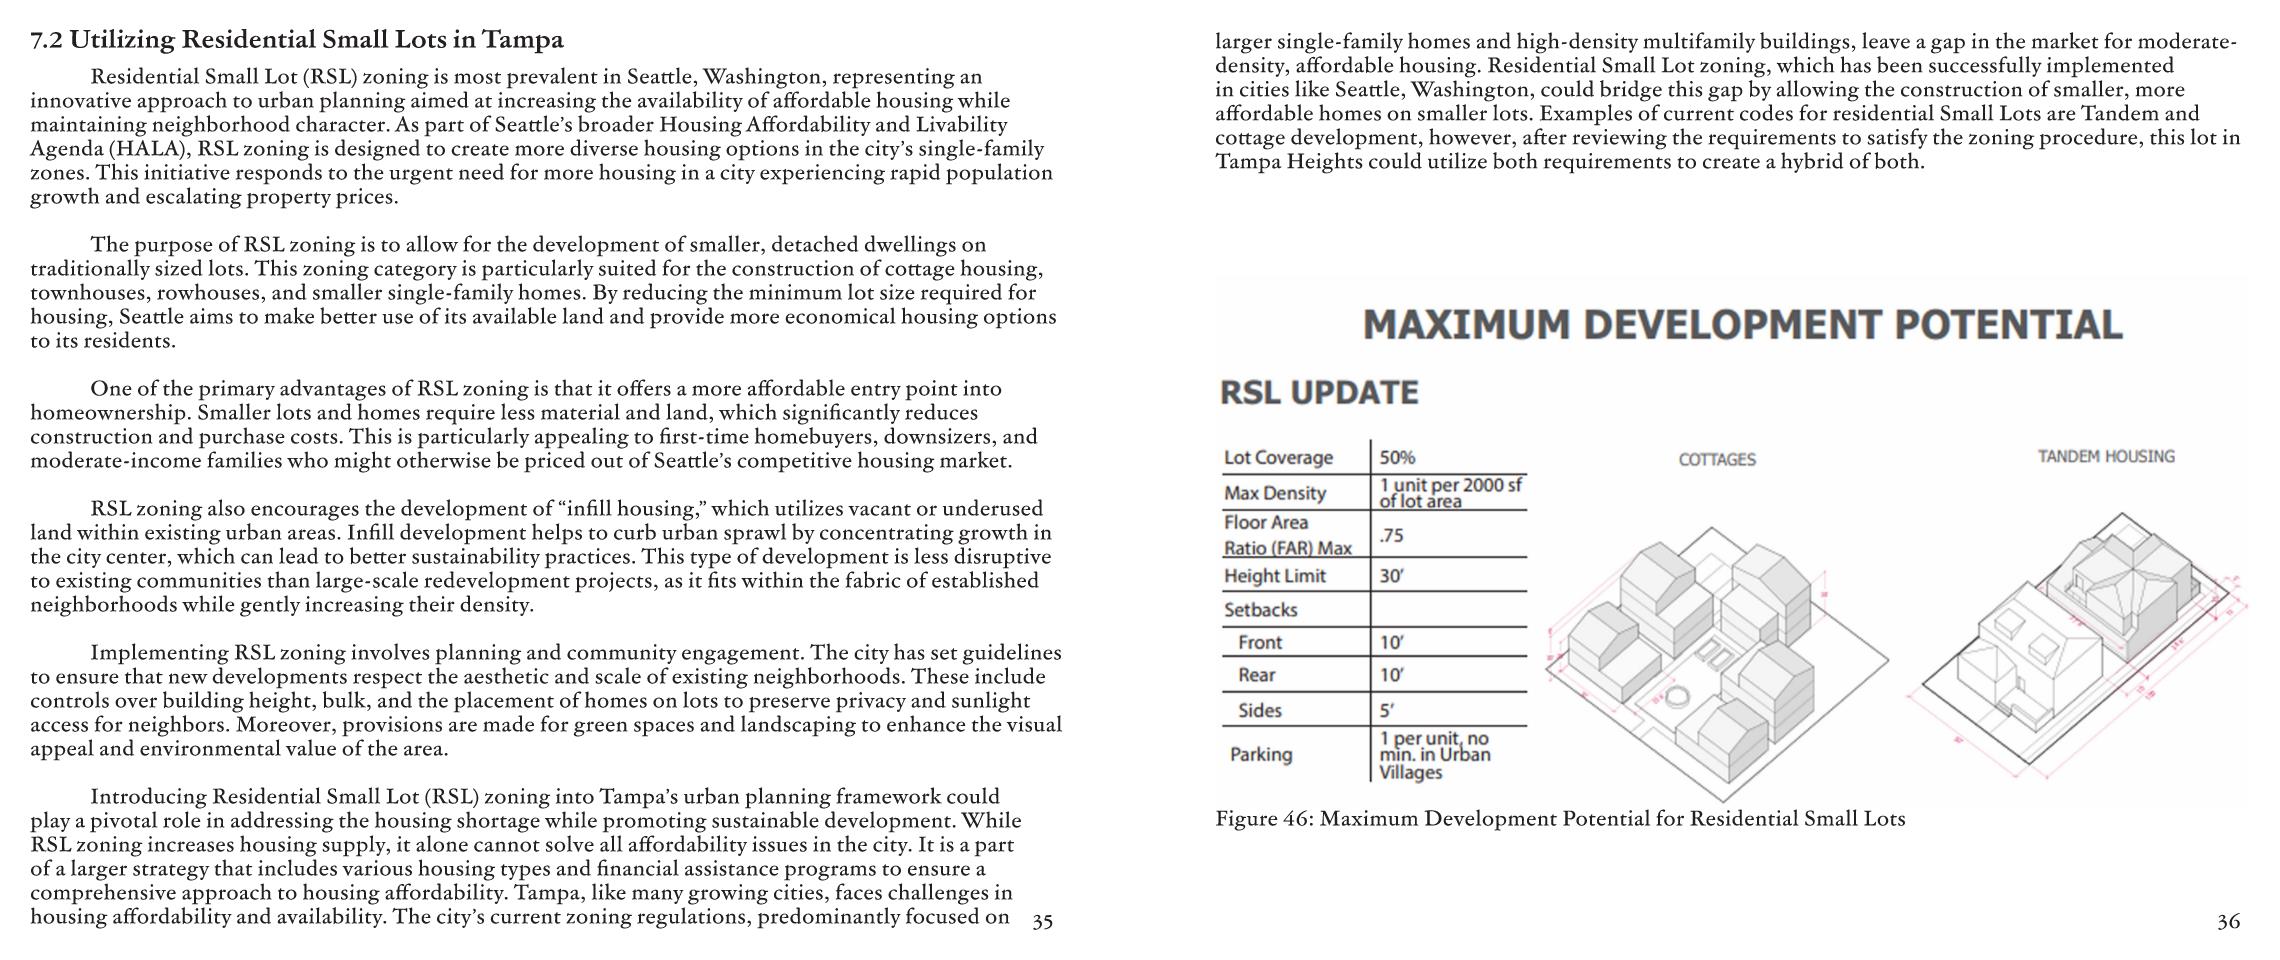 7.2 Utilizing Residential Small Lots in Tampa
Residential Small Lot (RSL) zoning is most prevalent in Seattle, Washington, representing an
innovative approach to urban planning aimed at increasing the availability of affordable housing while
maintaining neighborhood character. As part of Seattle’s broader Housing Affordability and Livability
Agenda (HALA), RSL zoning is designed to create more diverse housing options in the city’s single-family
zones. This initiative responds to the urgent need for more housing in a city experiencing rapid population
growth and escalating property prices.
The purpose of RSL zoning is to allow for the development of smaller, detached dwellings on
traditionally sized lots. This zoning category is particularly suited for the construction of cottage housing,
townhouses, rowhouses, and smaller single-family homes. By reducing the minimum lot size required for
housing, Seattle aims to make better use of its available land and provide more economical housing options
to its residents.
One of the primary advantages of RSL zoning is that it offers a more affordable entry point into
homeownership. Smaller lots and homes require less material and land, which significantly reduces
construction and purchase costs. This is particularly appealing to first-time homebuyers, downsizers, and
moderate-income families who might otherwise be priced out of Seattle’s competitive housing market.
RSL zoning also encourages the development of “infill housing,” which utilizes vacant or underused
land within existing urban areas. Infill development helps to curb urban sprawl by concentrating growth in
the city center, which can lead to better sustainability practices. This type of development is less disruptive
to existing communities than large-scale redevelopment projects, as it fits within the fabric of established
neighborhoods while gently increasing their density.
Implementing RSL zoning involves planning and community engagement. The city has set guidelines
to ensure that new developments respect the aesthetic and scale of existing neighborhoods. These include
controls over building height, bulk, and the placement of homes on lots to preserve privacy and sunlight
access for neighbors. Moreover, provisions are made for green spaces and landscaping to enhance the visual
appeal and environmental value of the area.
Introducing Residential Small Lot (RSL) zoning into Tampa’s urban planning framework could
play a pivotal role in addressing the housing shortage while promoting sustainable development. While
RSL zoning increases housing supply, it alone cannot solve all affordability issues in the city. It is a part
of a larger strategy that includes various housing types and financial assistance programs to ensure a
comprehensive approach to housing affordability. Tampa, like many growing cities, faces challenges in
housing affordability and availability. The city’s current zoning regulations, predominantly focused on
35
larger single-family homes and high-density multifamily buildings, leave a gap in the market for moderate-
density, affordable housing. Residential Small Lot zoning, which has been successfully implemented
in cities like Seattle, Washington, could bridge this gap by allowing the construction of smaller, more
affordable homes on smaller lots. Examples of current codes for residential Small Lots are Tandem and
cottage development, however, after reviewing the requirements to satisfy the zoning procedure, this lot in
Tampa Heights could utilize both requirements to create a hybrid of both.
MAXIMUM DEVELOPMENT POTENTIAL
RSL UPDATE
Lot Coverage 50%
Max Density 1 unit per 2000 sf
of lot area
Floor Area
Ratio (FAR) Max .75
Height Limit 30’
Setbacks
Front 10’
Rear 10’
Sides 5’
Parking 1 per unit, no
min. in Urban
Villages
COTTAGES
TANDEM HOUSING
Figure 46: Maximum Development Potential for Residential Small Lots
36